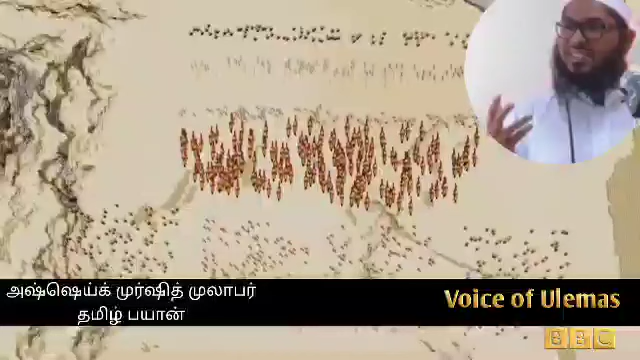 அஷ்ஷெய்க் முர்ஷித் முலாபர்
தமிழ் பயான்
Voice of Ulemas
BBC